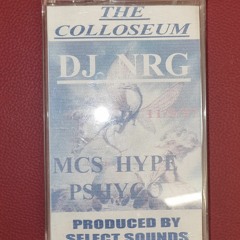 THE
COLLOSEUM
DJ. NRG
MCS HYPE
PSHYCO
PRODUCED BY
SELECT SOUNDS